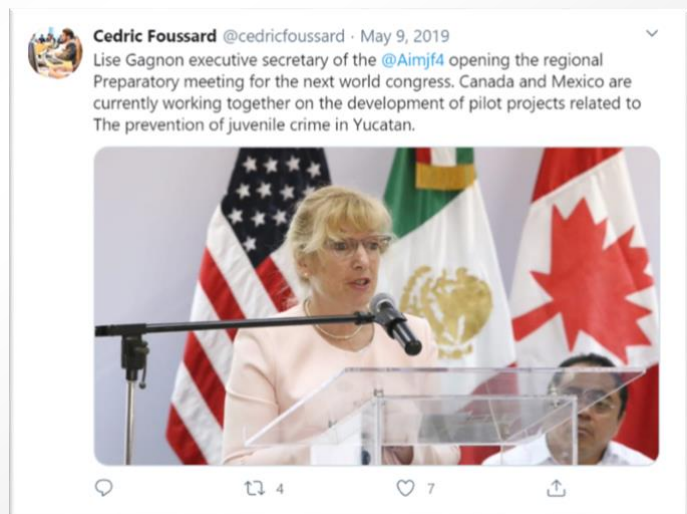 Cedric Foussard @cedricfoussard · May 9, 2019
Lise Gagnon executive secretary of the @Aimjf4 opening the regional
Preparatory meeting for the next world congress. Canada and Mexico are
currently working together on the development of pilot projects related to
The prevention of juvenile crime in Yucatan.
4 7